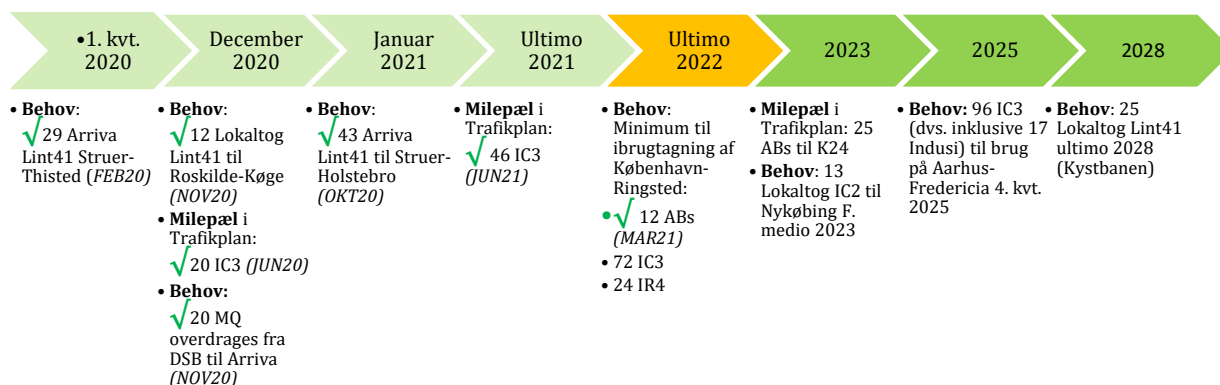 •1. kvt.
2020
December
2020
Januar
2021
Ultimo
2021
Ultimo
2022
2023
2025
2028
• Behov:
√29 Arriva
Lint41 Struer-
Thisted (FEB20)
• Behov:
√12 Lokaltog
Lint41 til
Roskilde-Køge
(NOV20)
• Milepæl i
Trafikplan:
√20 IC3 (JUN20)
• Behov:
√20 MQ
overdrages fra
DSB til Arriva
(NOV20)
• Behov:
√43 Arriva
Lint41 til Struer-
Holstebro
(OKT20)
• Milepæl i
Trafikplan:
√ 46 IC3
(JUN21)
• Behov:
Minimum til
ibrugtagning af
København-
Ringsted:
• √ 12 ABs
(MAR21)
• 72 IC3
• 24 IR4
• Milepæl i
Trafikplan: 25
ABs til K24
• Behov: 13
Lokaltog IC2 til
Nykøbing F.
medio 2023
• Behov: 96 IC3
(dvs. inklusive 17
Indusi) til brug
på Aarhus-
Fredericia 4. kvt.
2025
• Behov: 25
Lokaltog Lint41
ultimo 2028
(Kystbanen)